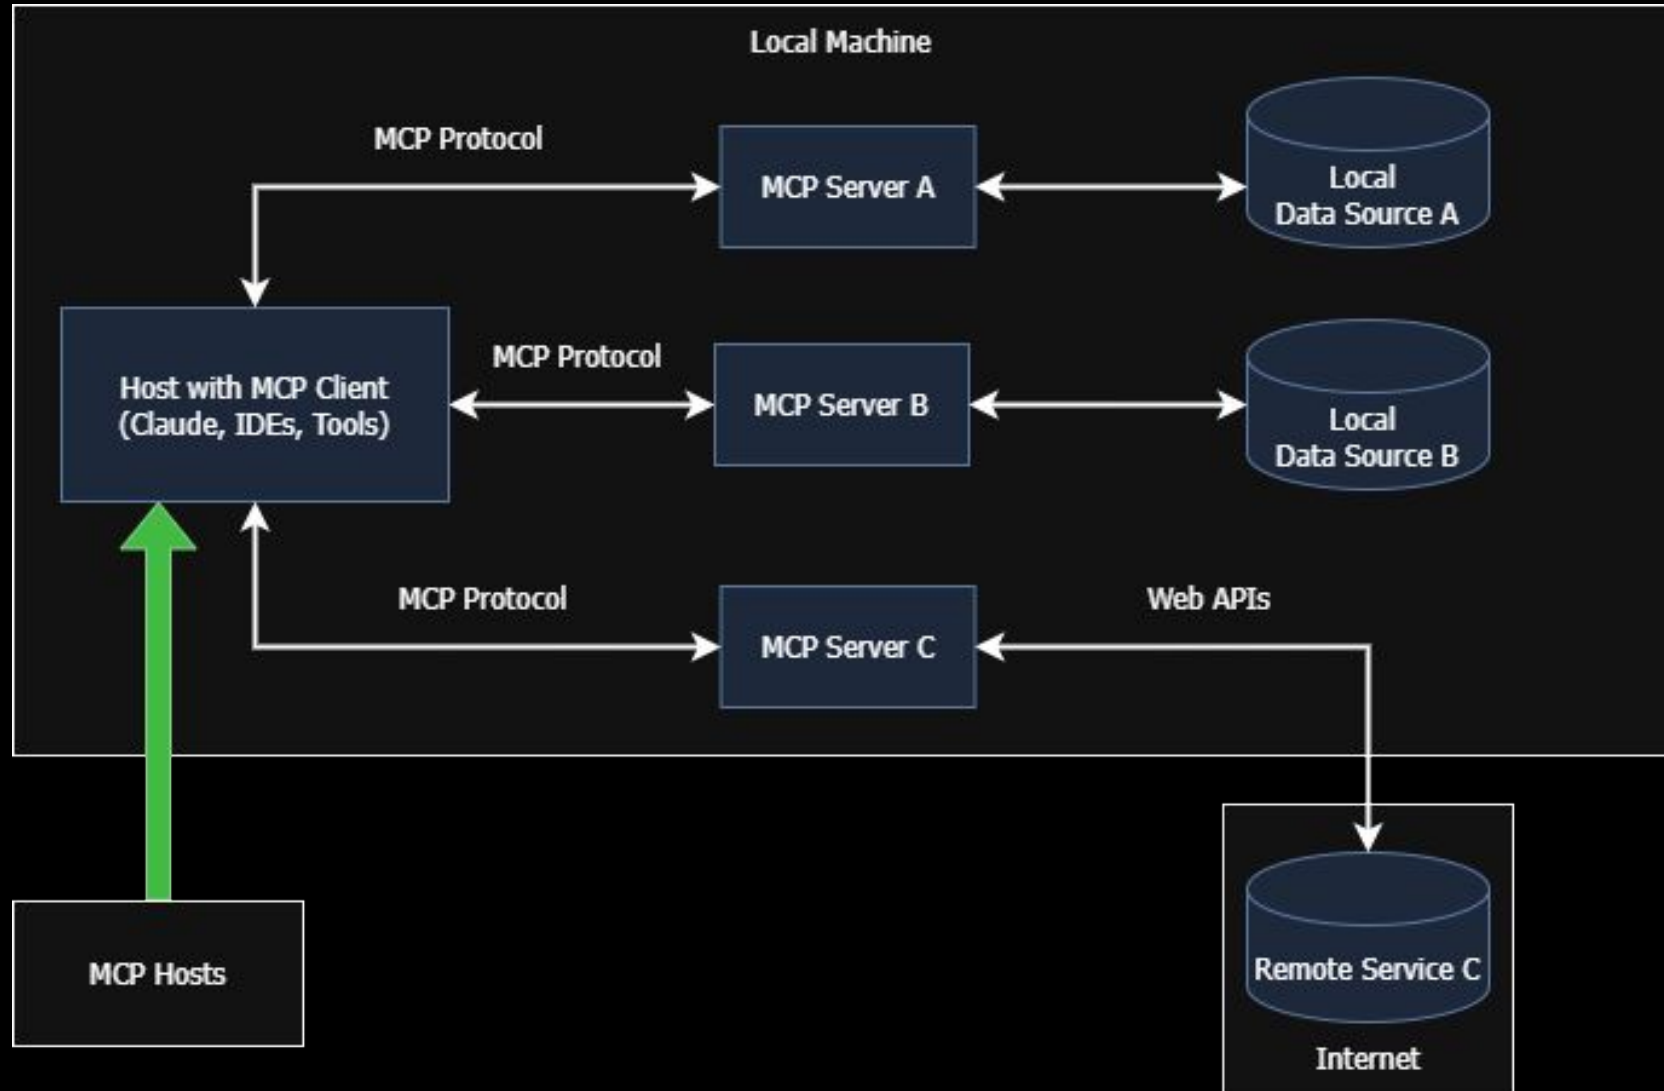 Local Machine
MCP Protocol
MCP Server A
Local
Data Source A
Host with MCP Client
(Claude, IDEs, Tools)
MCP Protocol
MCP Server B
Local
Data Source B
MCP Protocol
MCP Server C
Web APIs
MCP Hosts
Remote Service C
Internet